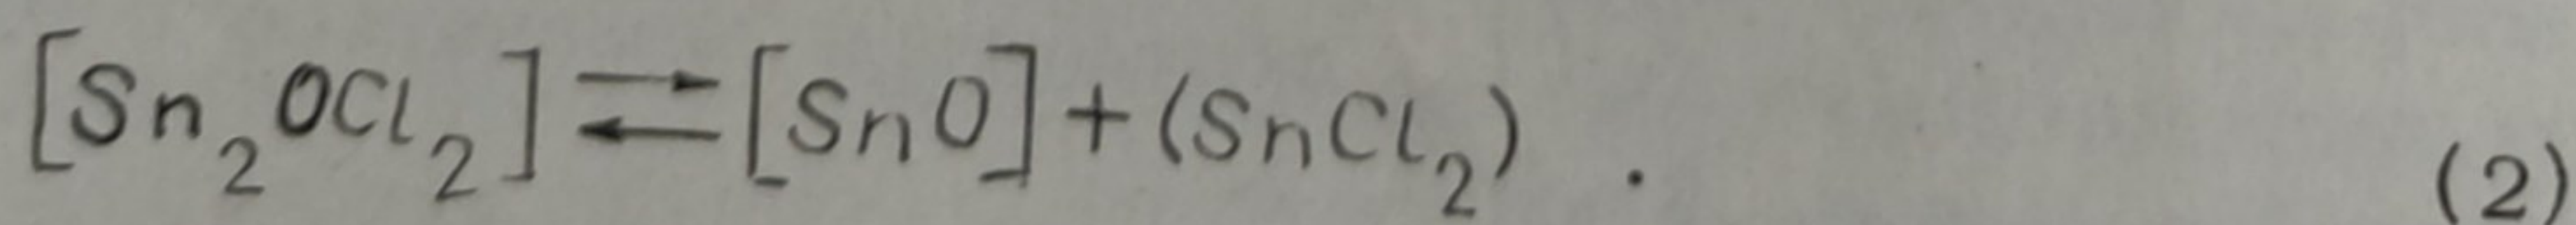 [Sn₂OCl₂] ⇌ [SnO] + (SnCl₂) . (2)